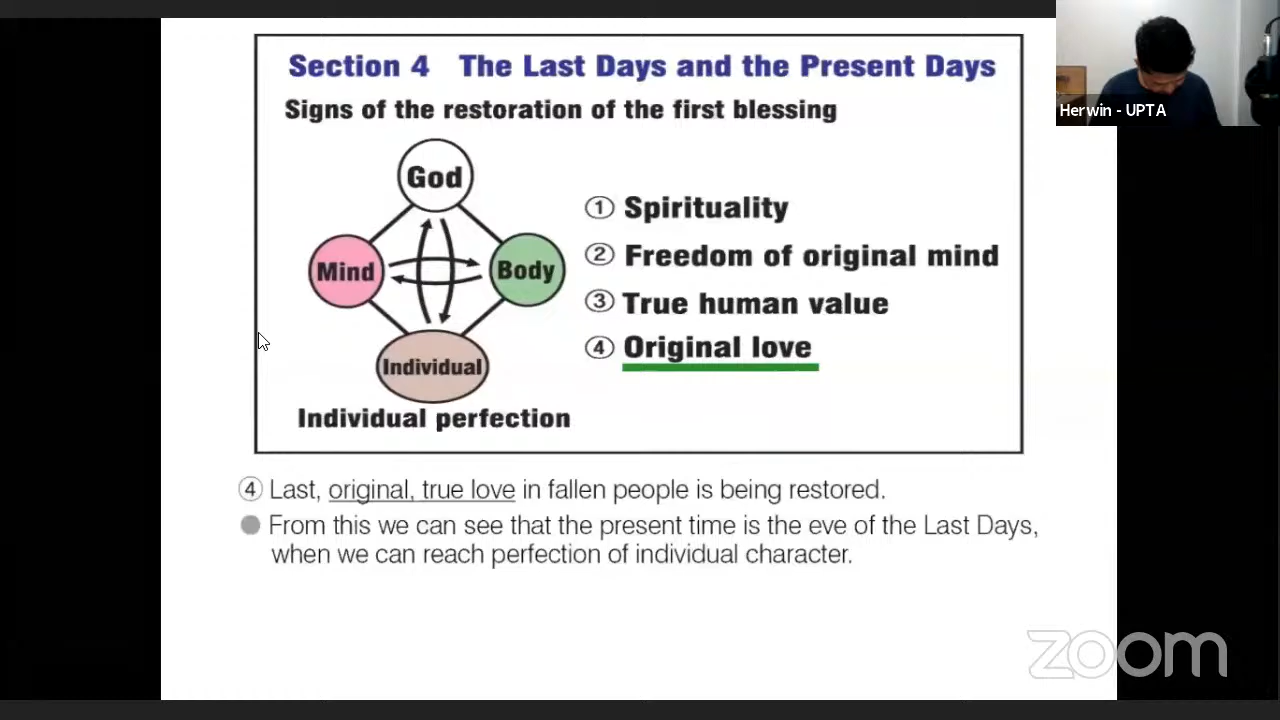 Section 4 The Last Days and the Present Days
Signs of the restoration of the first blessing
God
Mind
Body
Individual
Individual perfection
① Spirituality
② Freedom of original mind
③ True human value
④ Original love
④ Last, original, true love in fallen people is being restored.
● From this we can see that the present time is the eve of the Last Days,
when we can reach perfection of individual character.
Herwin - UPTA
zoom